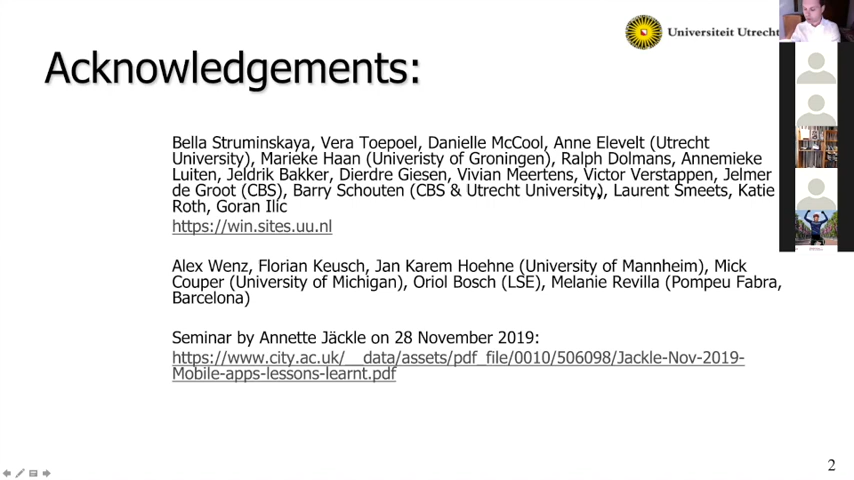 Universiteit Utrecht
Acknowledgements:
Bella Struminskaya, Vera Toepoel, Danielle McCool, Anne Elevelt (Utrecht
University), Marieke Haan (Univeristy of Groningen), Ralph Dolmans, Annemieke
Luiten, Jeldrik Bakker, Dierdre Giesen, Vivian Meertens, Victor Verstappen, Jelmer
de Groot (CBS), Barry Schouten (CBS & Utrecht University,), Laurent Smeets, Katie
Roth, Goran Ilic
https://win.sites.uu.nl
Alex Wenz, Florian Keusch, Jan Karem Hoehne (University of Mannheim), Mick
Couper (University of Michigan), Oriol Bosch (LSE), Melanie Revilla (Pompeu Fabra,
Barcelona)
Seminar by Annette Jäckle on 28 November 2019:
https://www.city.ac.uk/__data/assets/pdf_file/0010/506098/Jackle-Nov-2019-
Mobile-apps-lessons-learnt.pdf
2